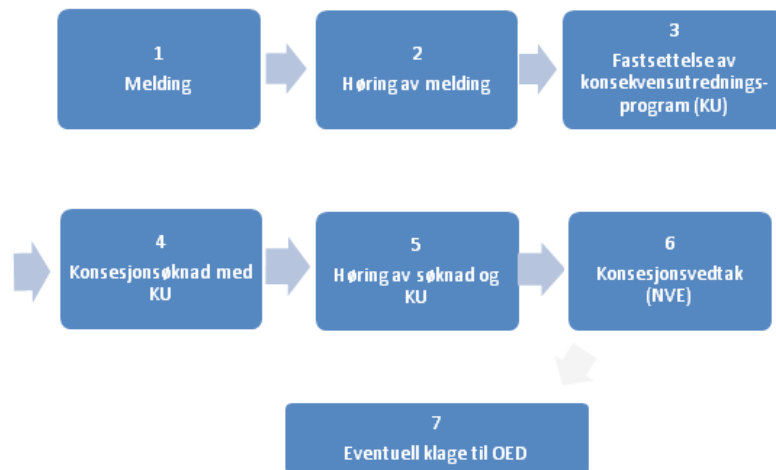 1
Melding
2
Høring av melding
3
Fastsettelse av
konsekvensutrednings-
program (KU)
4
Konsesjonsøknad med
KU
5
Høring av søknad og
KU
6
Konsesjonsvedtak
(NVE)
7
Eventuell klage til OED